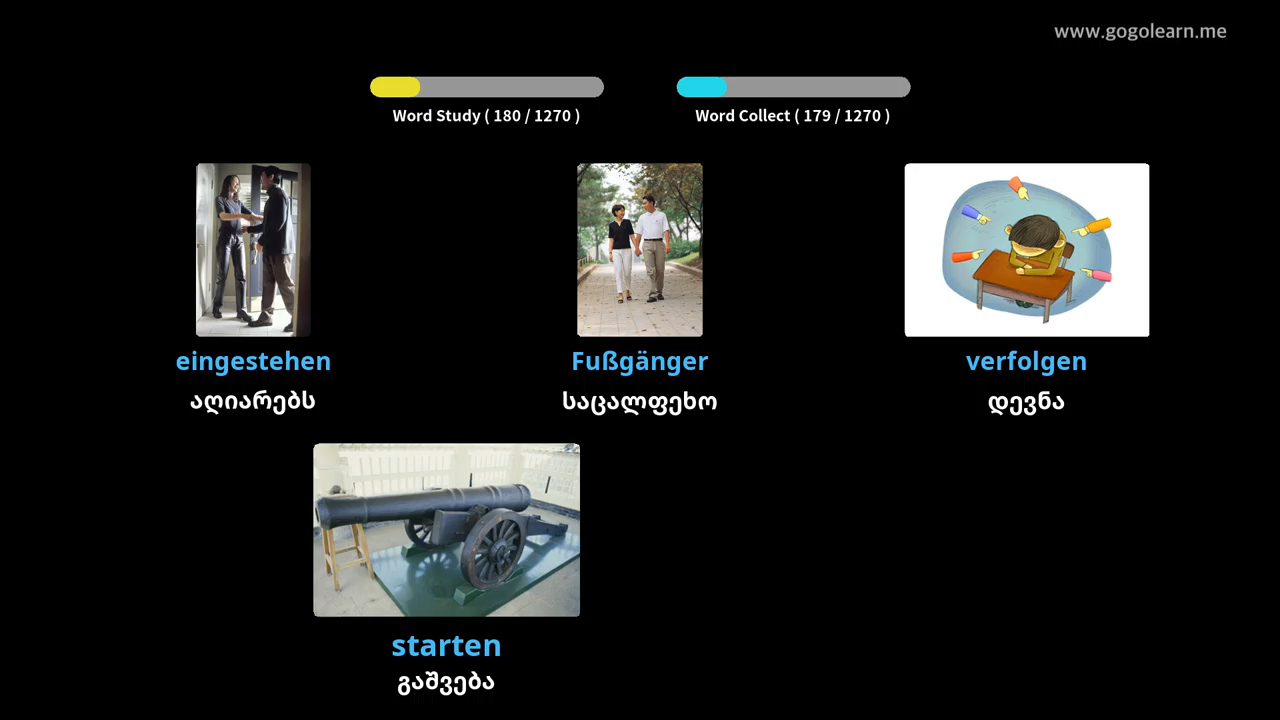 www.gogolearn.me
Word Study ( 180 / 1270 )
Word Collect ( 179 / 1270 )
eingestehen
აღიარებს
Fußgänger
საცალფეხო
verfolgen
დევნა
starten
გაშვება